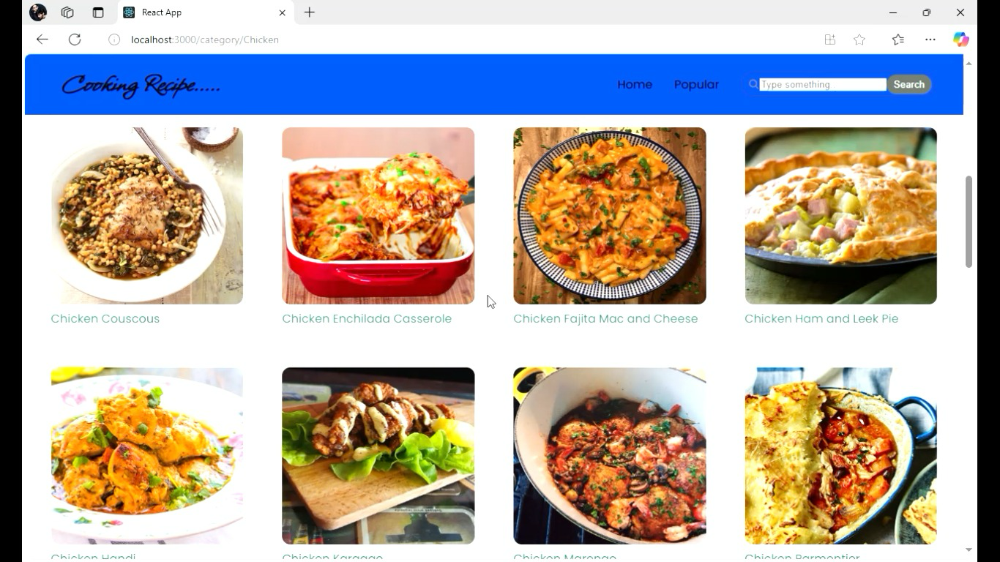 React App
localhost:3000/category/Chicken
Cooking Recipe.....
Home
Popular
Type something
Search
Chicken Couscous
Chicken Enchilada Casserole
Chicken Fajita Mac and Cheese
Chicken Ham and Leek Pie
Chicken Handi
Chicken Karaage
Chicken Marengo
Chicken Parmentier